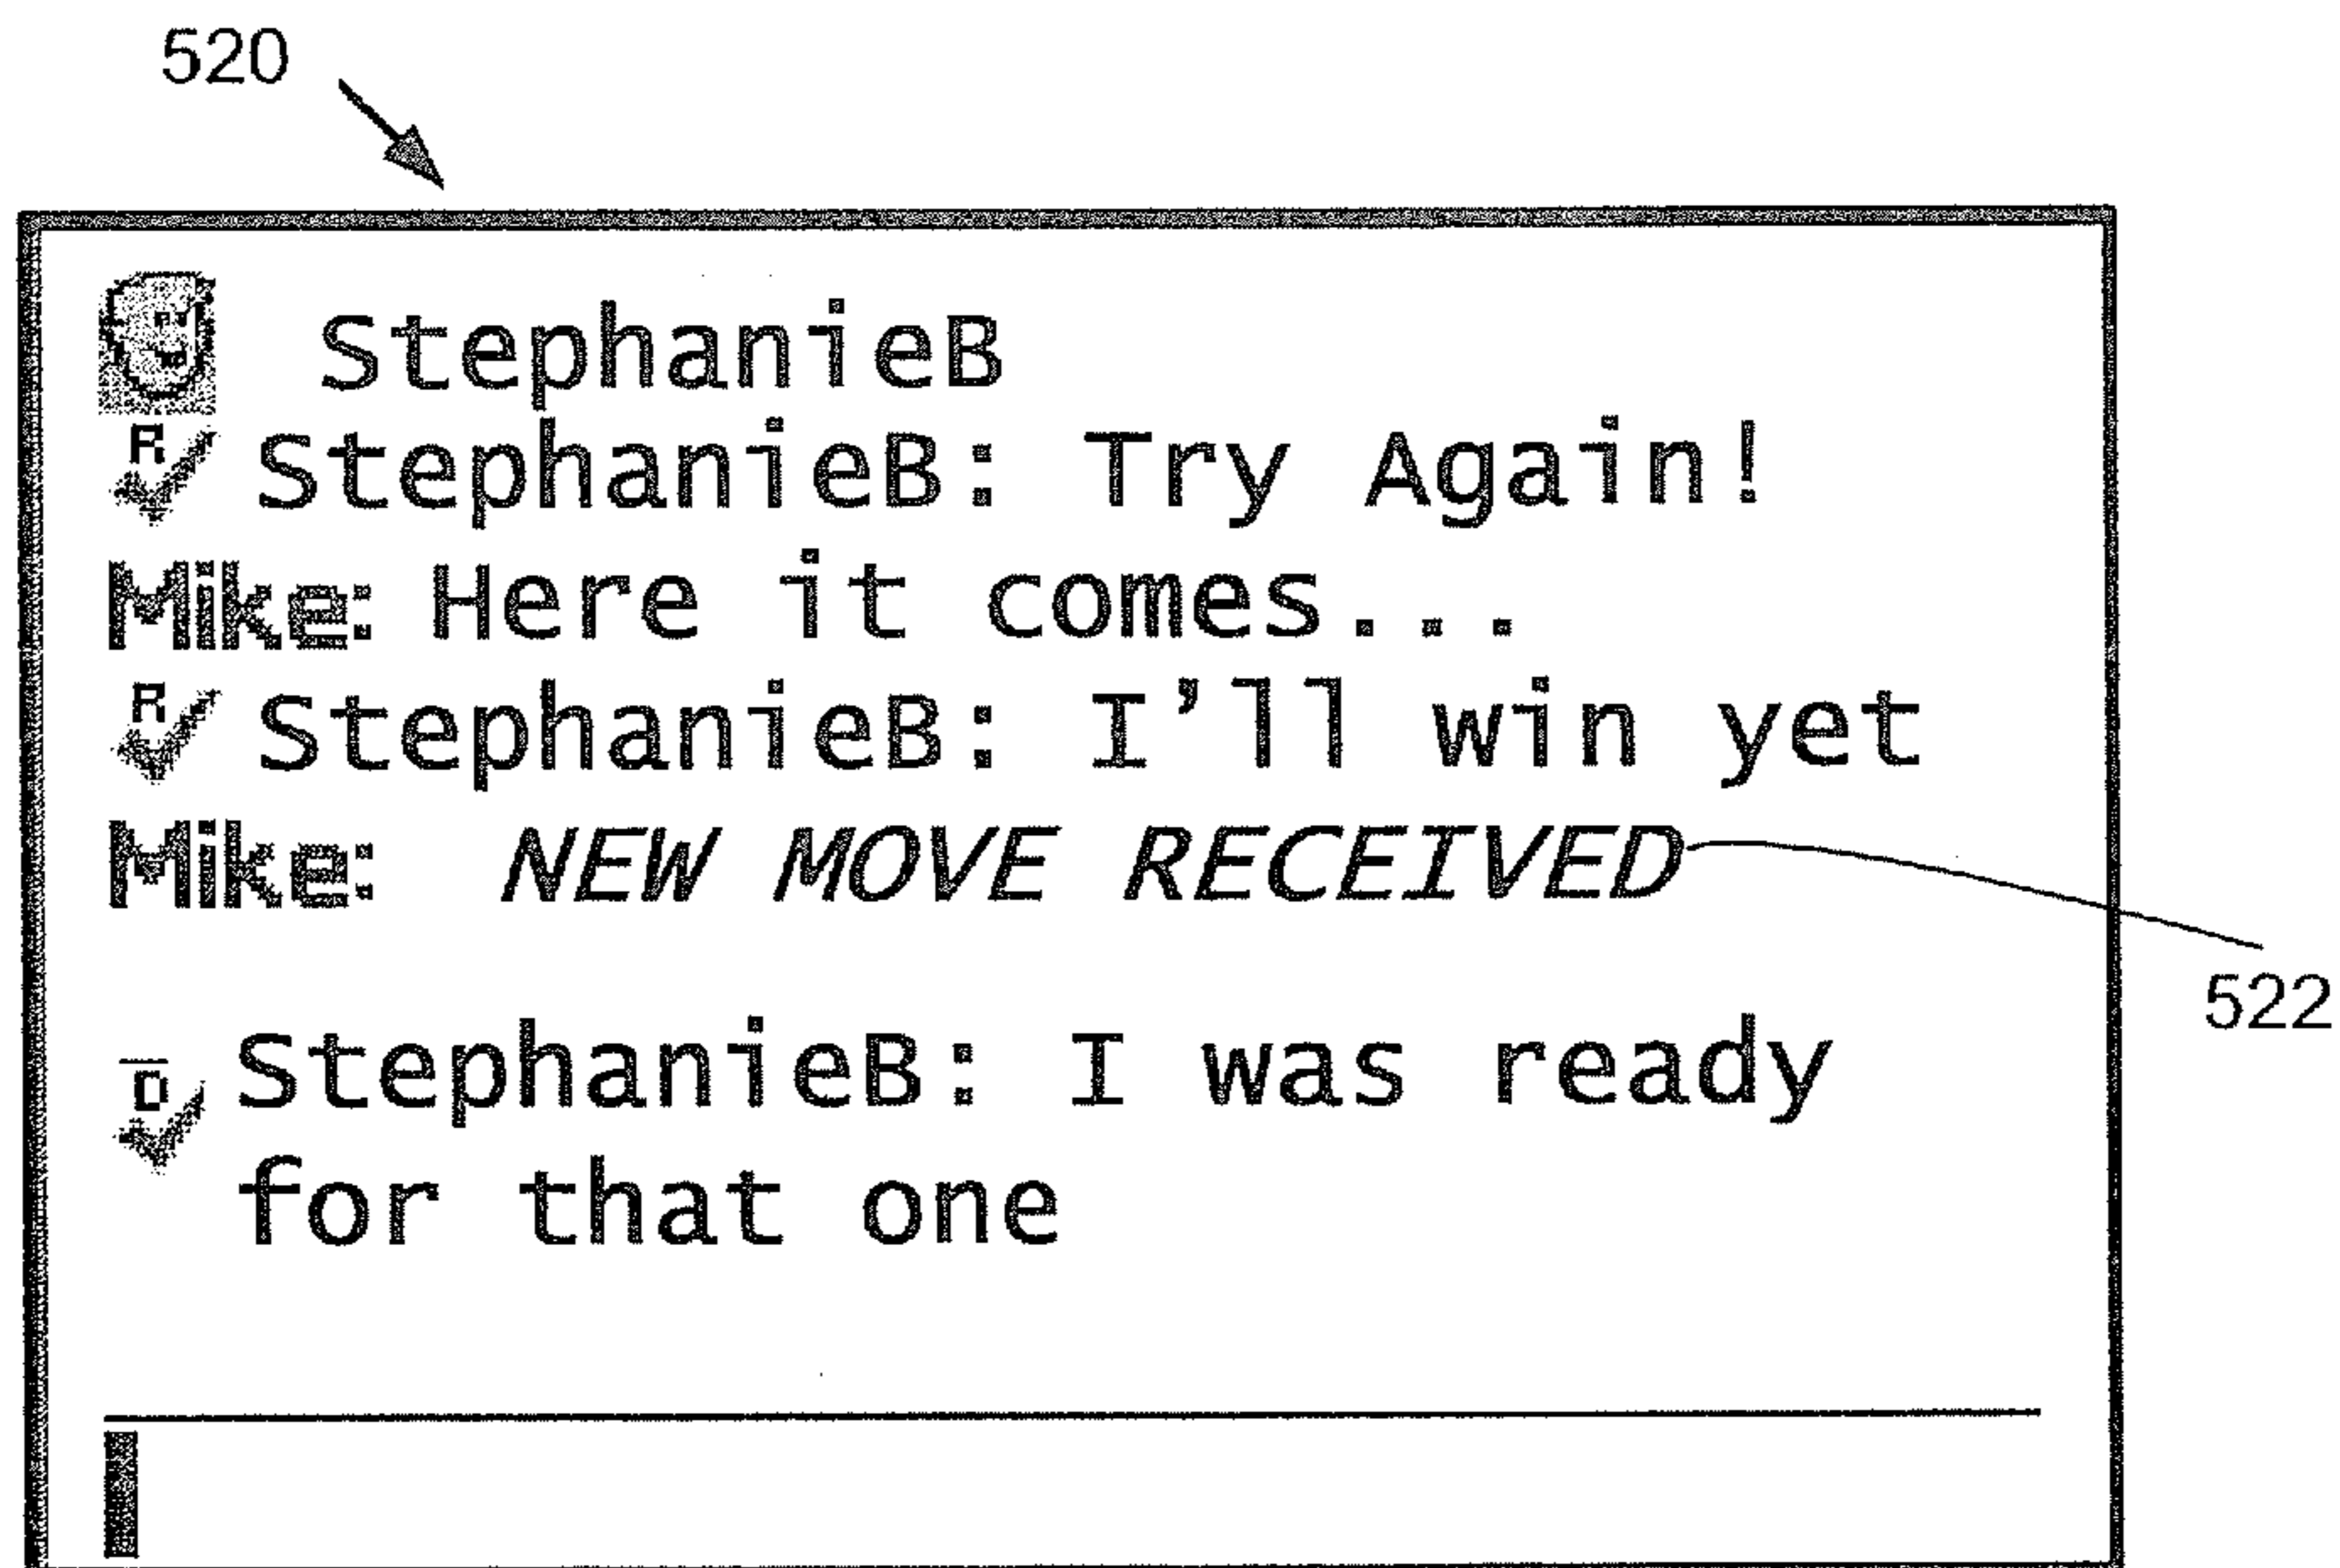 520
StephanieB
R StephanieB: Try Again!
Mike: Here it comes...
R StephanieB: I'll win yet
Mike: NEW MOVE RECEIVED
522
D StephanieB: I was ready
for that one